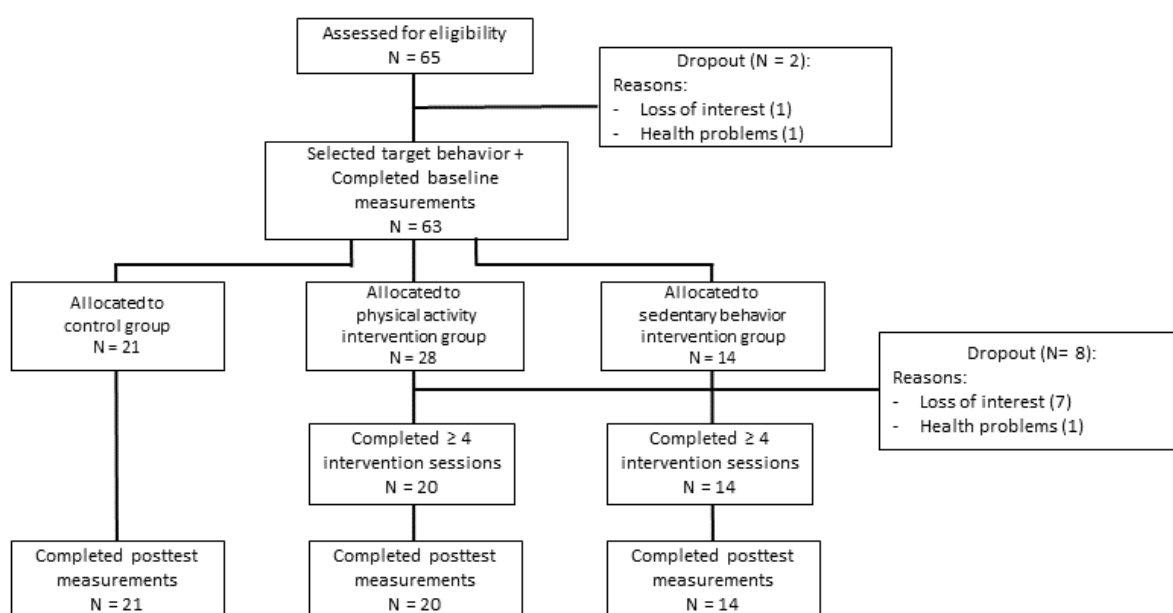 Assessed for eligibility
N = 65
Dropout (N = 2):
Reasons:
- Loss of interest (1)
- Health problems (1)
Selected target behavior +
Completed baseline
measurements
N = 63
Allocated to
control group
N = 21
Allocated to
physical activity
intervention group
N = 28
Allocated to
sedentary behavior
intervention group
N = 14
Dropout (N= 8):
Reasons:
- Loss of interest (7)
- Health problems (1)
Completed ≥ 4
intervention sessions
N = 20
Completed ≥ 4
intervention sessions
N = 14
Completed posttest
measurements
N = 21
Completed posttest
measurements
N = 20
Completed posttest
measurements
N = 14